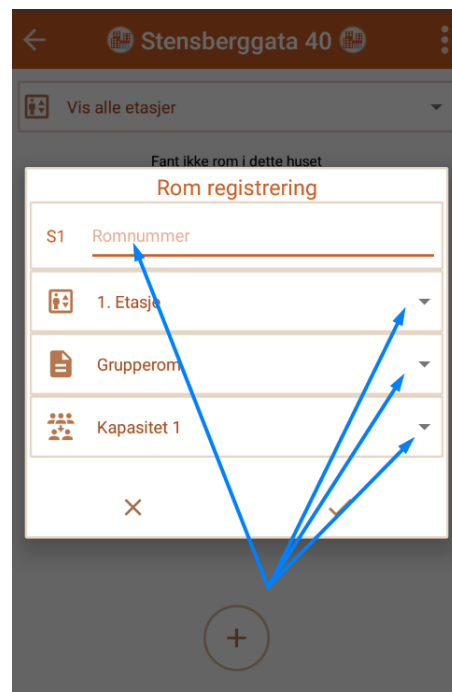 Stensberggata 40
Vis alle etasjer
Fant ikke rom i dette huset
Rom registrering
S1 Romnummer
1. Etasje
Grupperom
Kapasitet 1